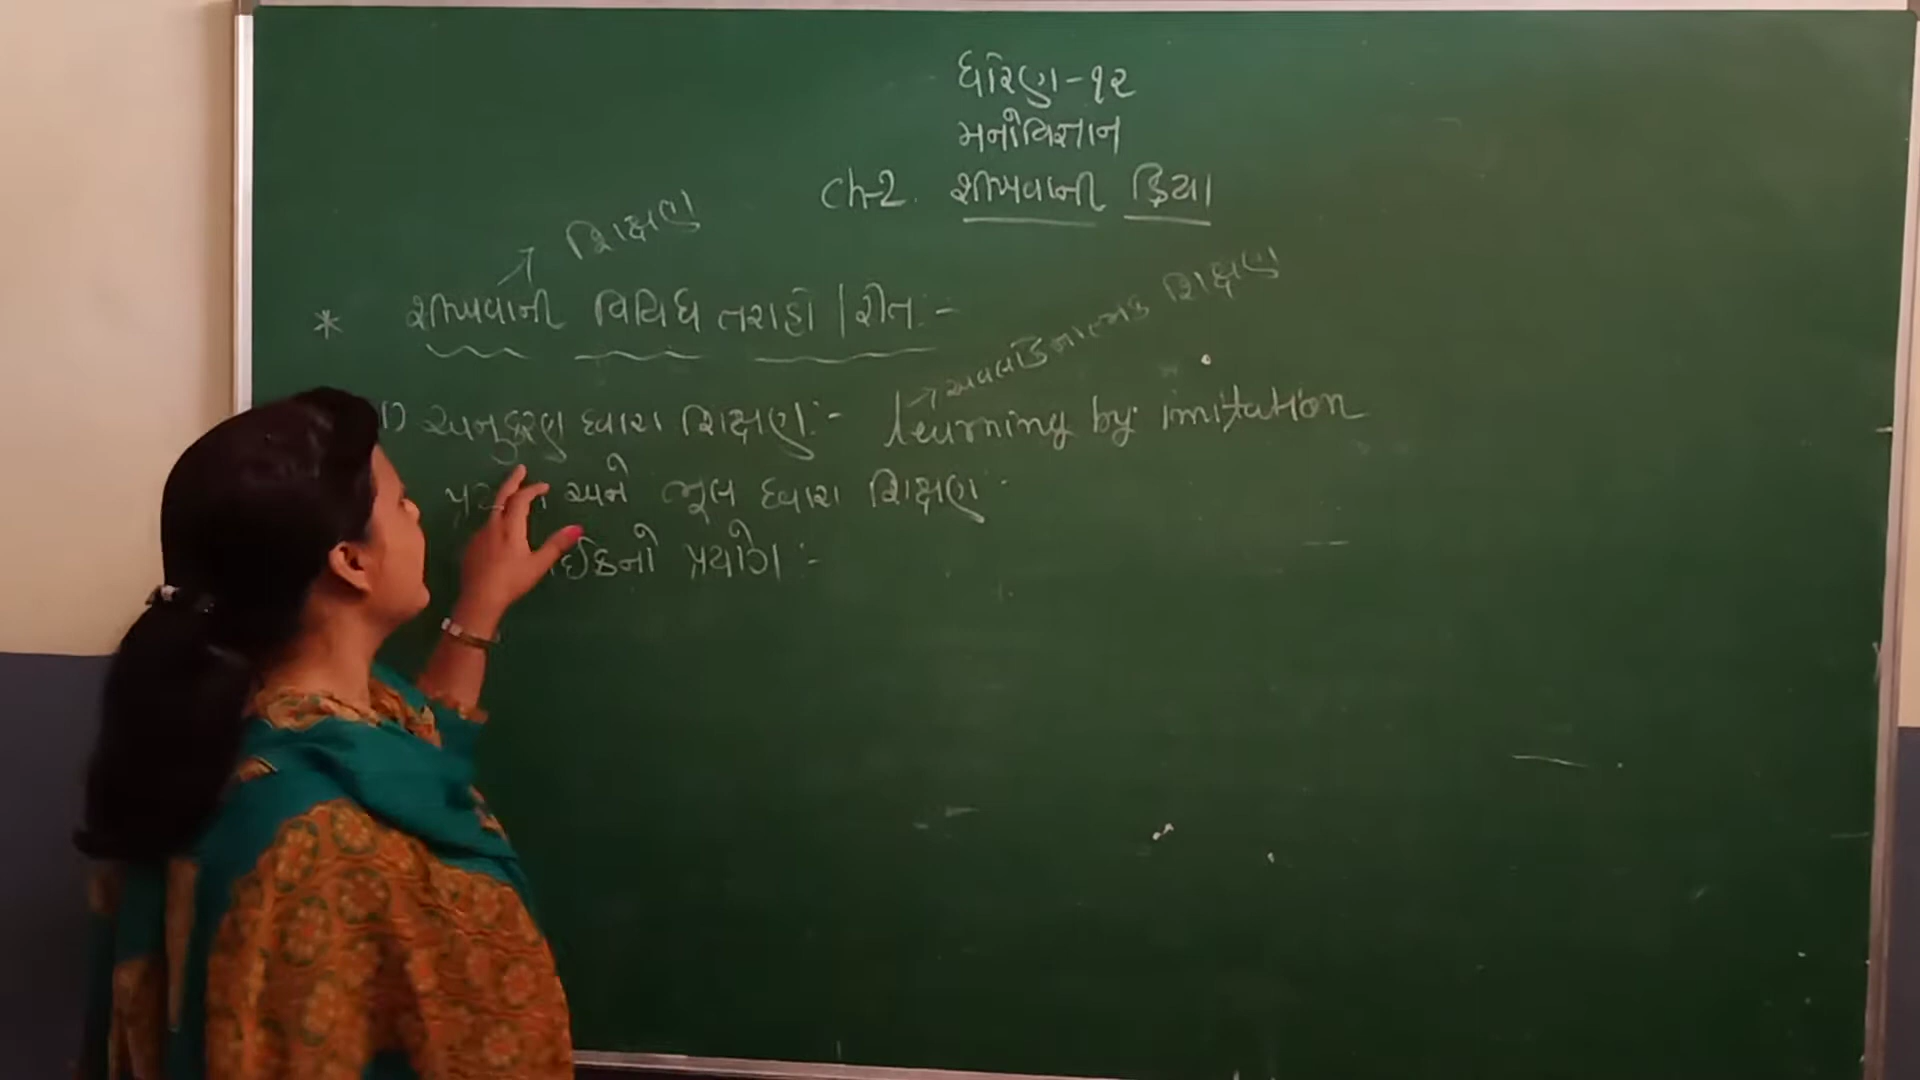 ધોરણ-૧૨
મનોવિજ્ઞાન
Ch-2. શીખવાની ક્રિયા
શિક્ષણ
* શીખવાની વિવિધ તરાહો / રીત :-
અવલોકનાત્મક શિક્ષણ
1) અનુકરણ દ્વારા શિક્ષણ :- learning by imitation
અને ભૂલ દ્વારા શિક્ષણ
પ્રયોગ :-